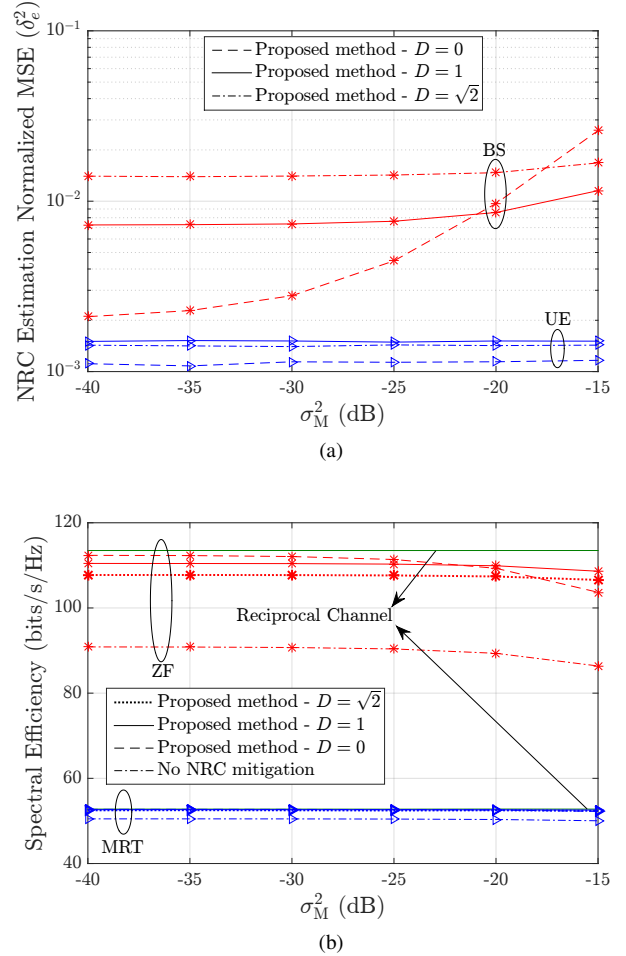 NRC Estimation Normalized MSE (δ_e^2)
10^-1
10^-2
10^-3
Proposed method - D = 0
Proposed method - D = 1
Proposed method - D = √2
BS
UE
-40 -35 -30 -25 -20 -15
σ_M^2 (dB)
(a)
Spectral Efficiency (bits/s/Hz)
120
100
80
60
40
Reciprocal Channel
ZF
Proposed method - D = √2
Proposed method - D = 1
Proposed method - D = 0
No NRC mitigation
MRT
-40 -35 -30 -25 -20 -15
σ_M^2 (dB)
(b)